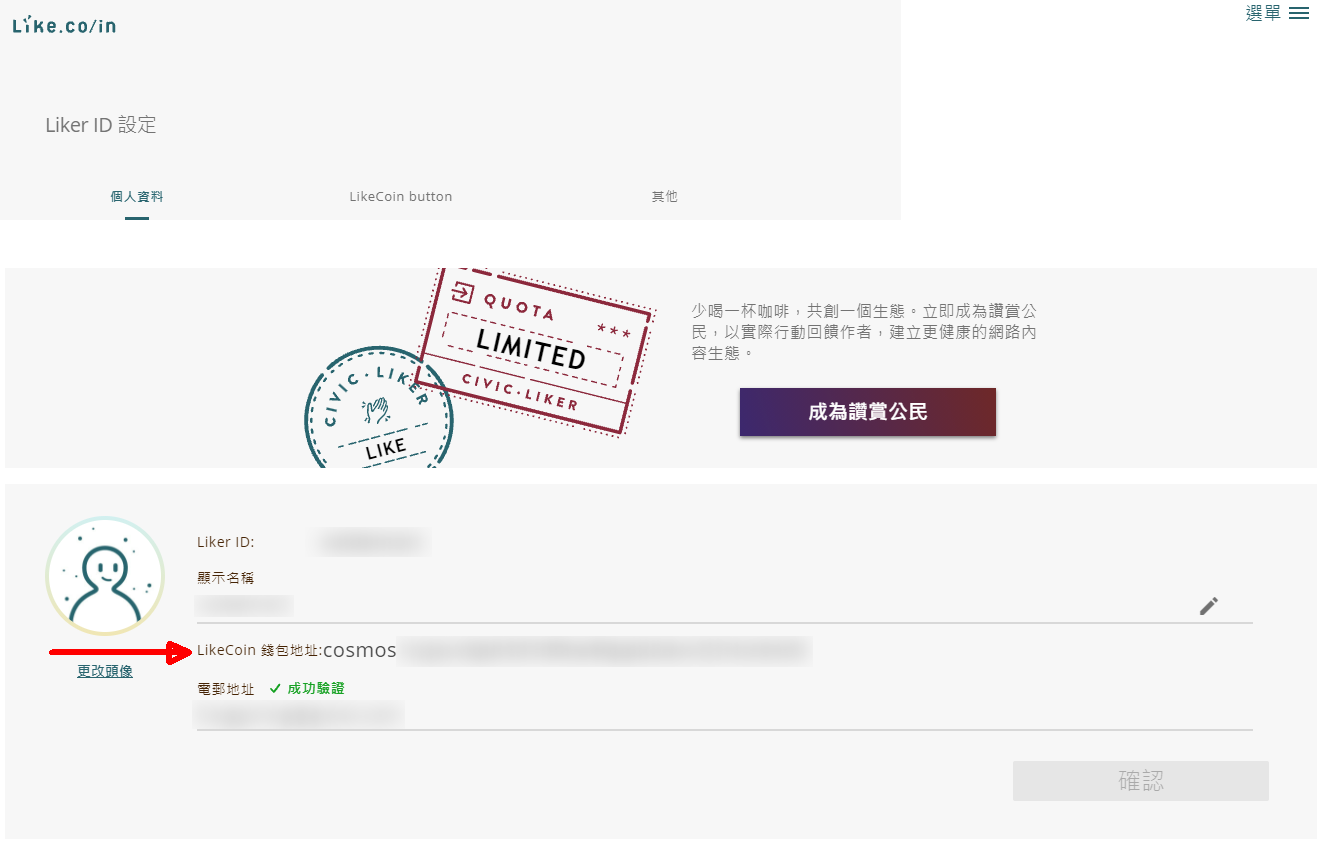 Like.co/in
選單
Liker ID 設定
個人資料
LikeCoin button
其他
QUOTA
***
LIMITED
CIVIC・LIKER
CIVIC・LIKER
LIKE
少喝一杯咖啡，共創一個生態。立即成為讚賞公
民，以實際行動回饋作者，建立更健康的網路內
容生態。
成為讚賞公民
Liker ID:
顯示名稱
LikeCoin 錢包地址:cosmos
更改頭像
電郵地址 成功驗證
確認